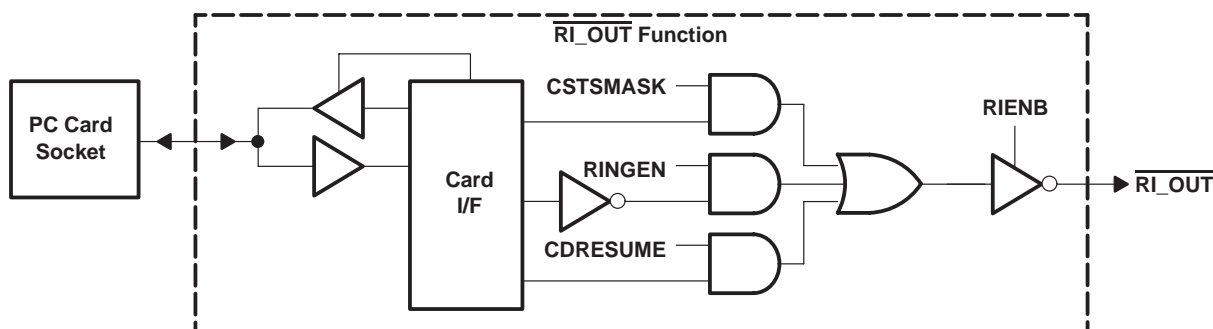 RI_OUT Function
PC Card
Socket
CSTSMASK
RINGEN
Card
I/F
CDRESUME
RIENB
RI_OUT